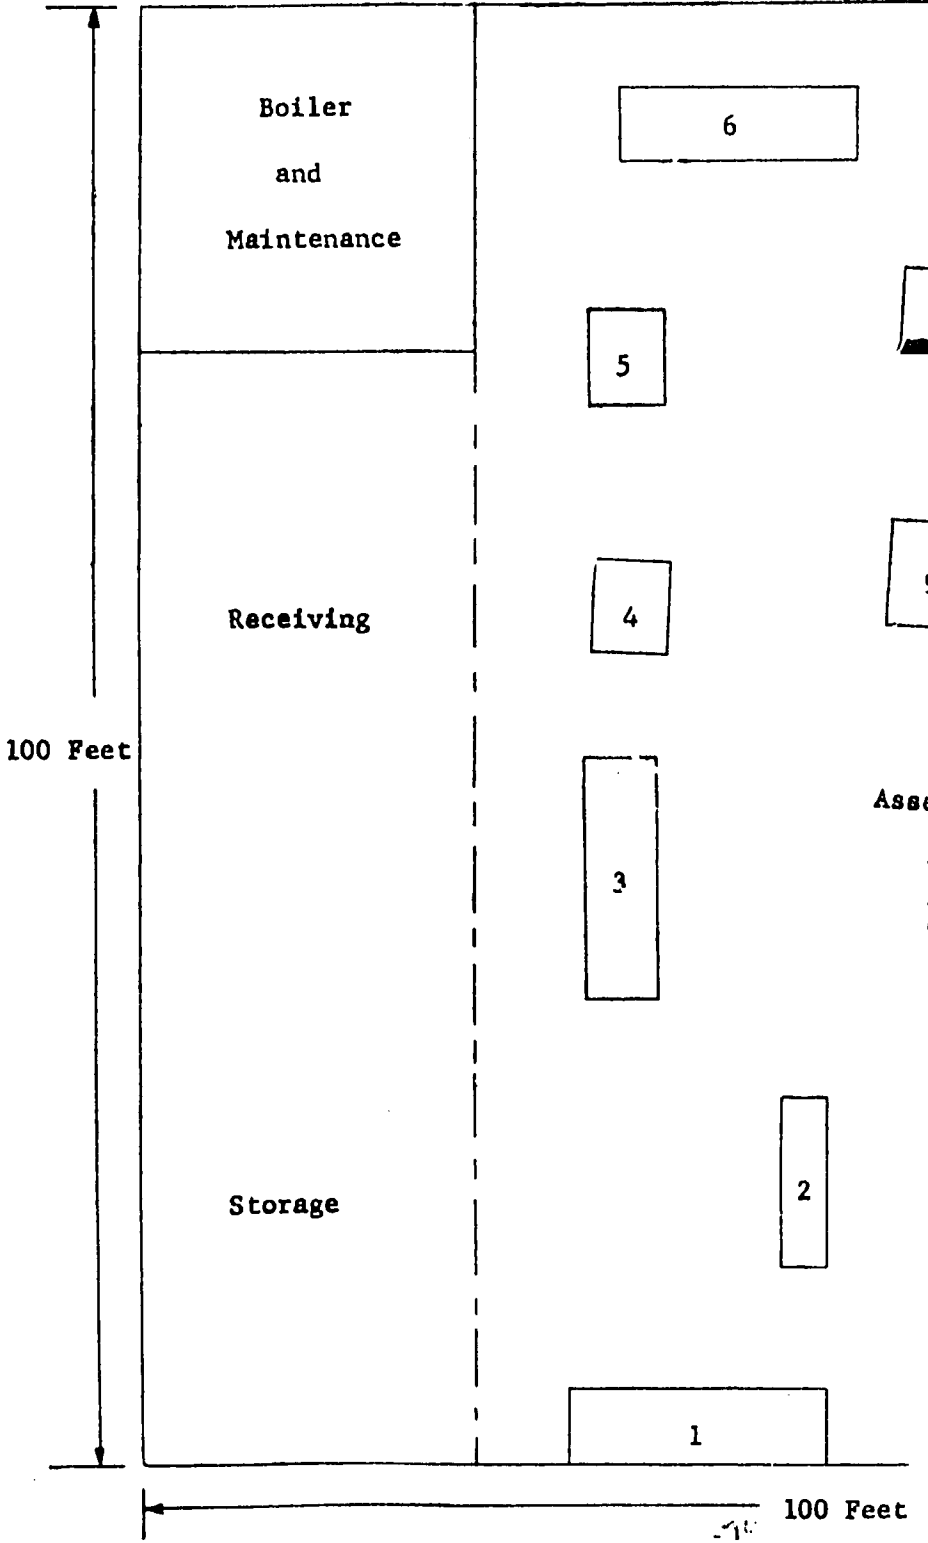 Boiler
and
Maintenance
6
5
Receiving
4
100 Feet
3
Storage
2
1
100 Feet